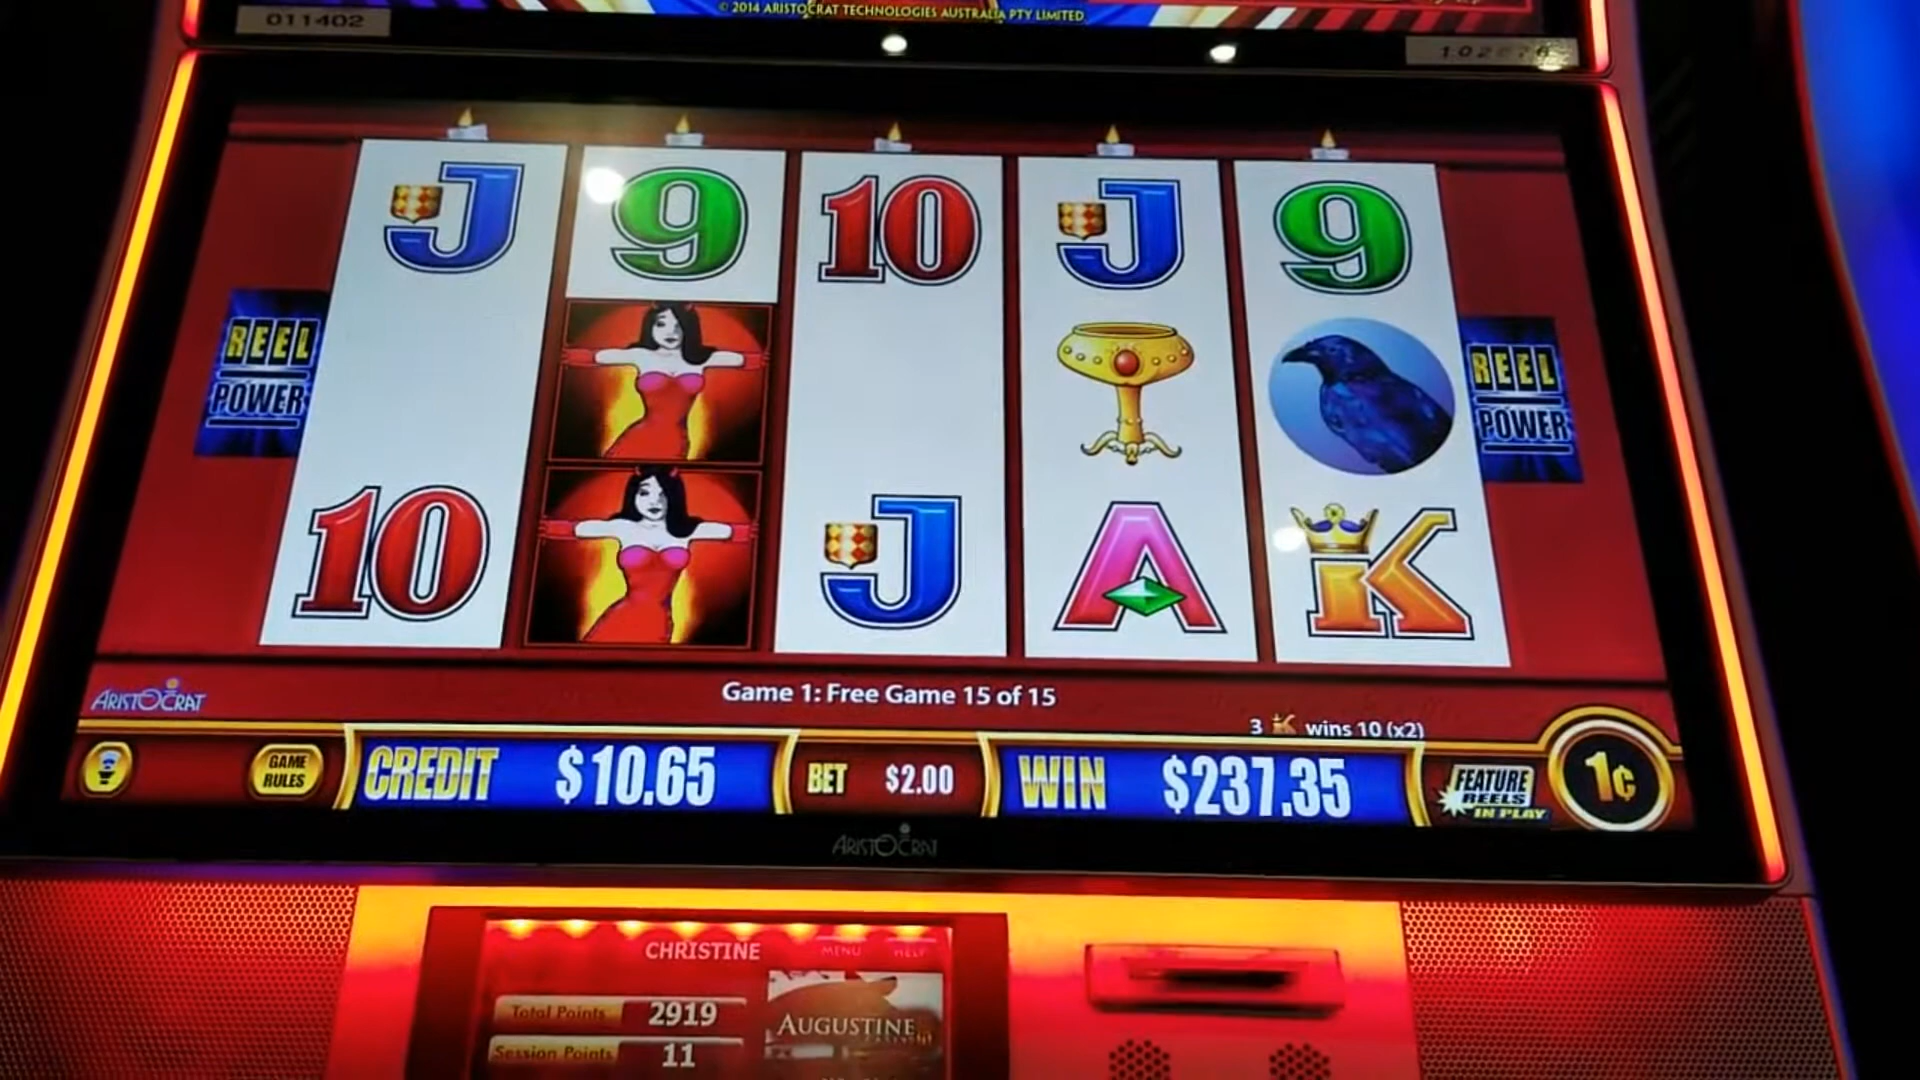 011402
© 2014 ARISTOCRAT TECHNOLOGIES AUSTRALIA PTY LIMITED
J 9 10 J 9
REEL POWER
REEL POWER
10 J A K
ARISTOCRAT
Game 1: Free Game 15 of 15
3 K wins 10 (x2)
GAME RULES
CREDIT $10.65
BET $2.00
WIN $237.35
FEATURE REELS IN PLAY
1¢
ARISTOCRAT
CHRISTINE MENU HELP
Total Points 2919
AUGUSTINE
Session Points 11